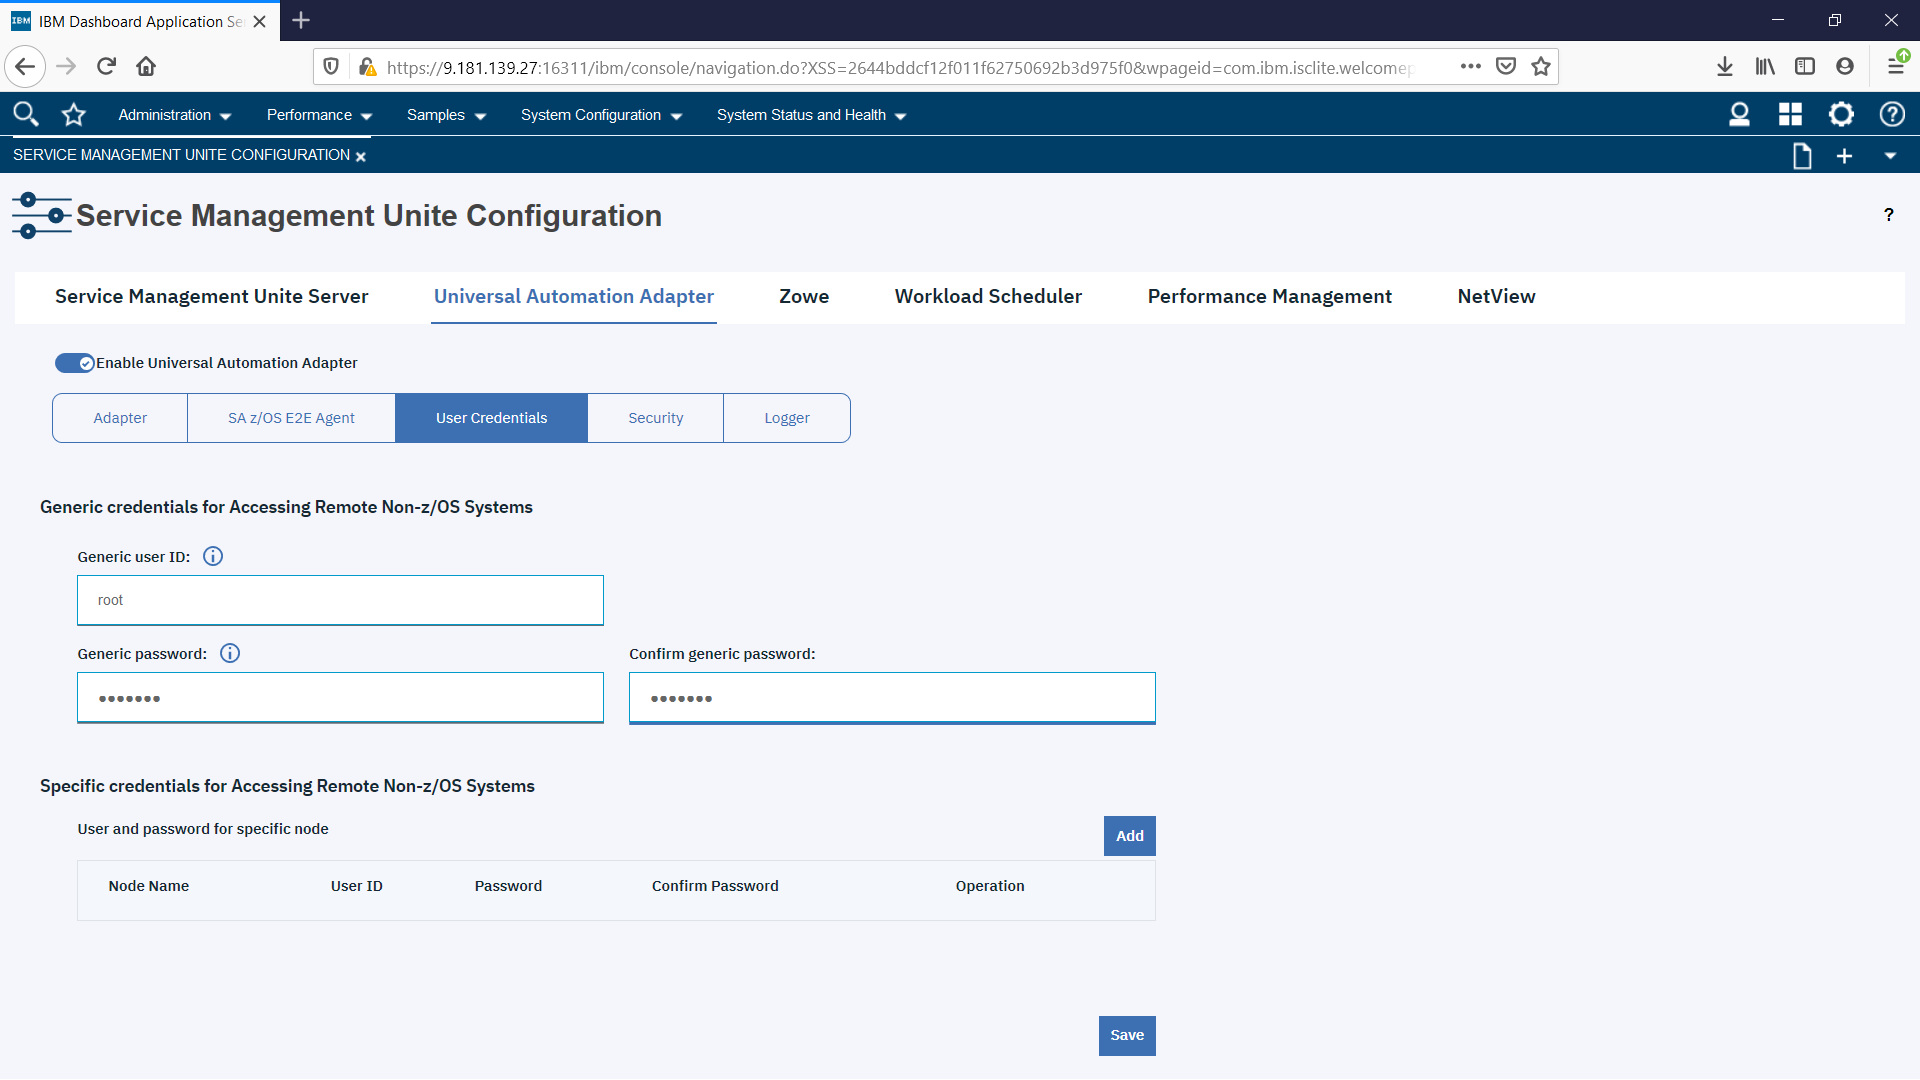 IBM Dashboard Application Se
https://9.181.139.27:16311/ibm/console/navigation.do?XSS=2644bddcf12f011f62750692b3d975f0&wpageid=com.ibm.isclite.welcomep
Administration Performance Samples System Configuration System Status and Health
SERVICE MANAGEMENT UNITE CONFIGURATION
Service Management Unite Configuration
?
Service Management Unite Server Universal Automation Adapter Zowe Workload Scheduler Performance Management NetView
Enable Universal Automation Adapter
Adapter SA z/OS E2E Agent User Credentials Security Logger
Generic credentials for Accessing Remote Non-z/OS Systems
Generic user ID:
root
Generic password: Confirm generic password:
••••••• •••••••
Specific credentials for Accessing Remote Non-z/OS Systems
User and password for specific node
Add
Node Name User ID Password Confirm Password Operation
Save